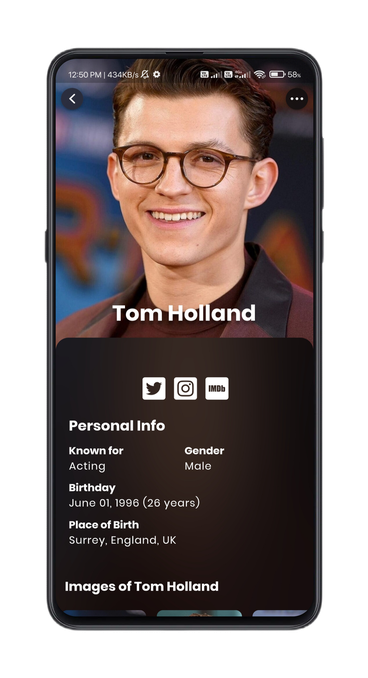 12:50 PM | 434KB/s
58%
Tom Holland
IMDb
Personal Info
Known for Gender
Acting Male
Birthday
June 01, 1996 (26 years)
Place of Birth
Surrey, England, UK
Images of Tom Holland